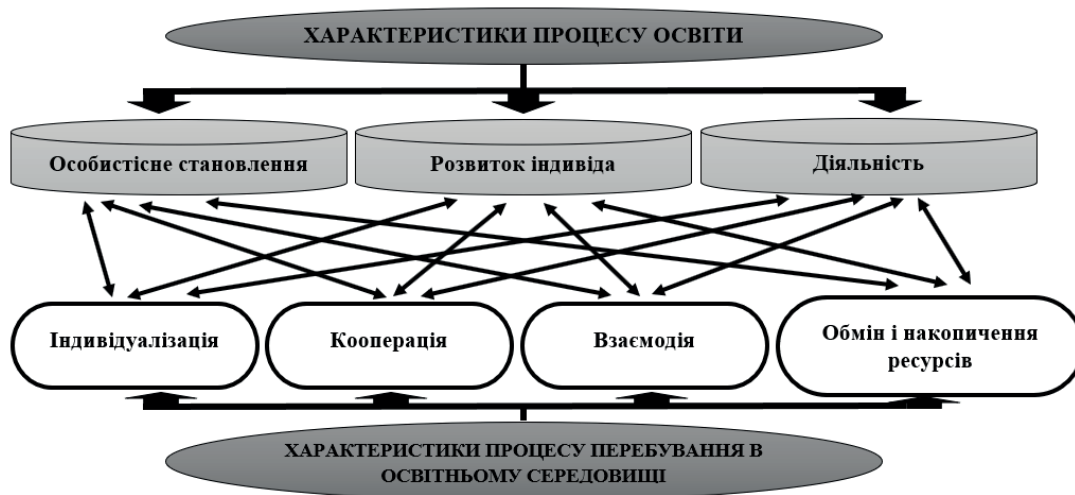 ХАРАКТЕРИСТИКИ ПРОЦЕСУ ОСВІТИ
Особистісне становлення
Розвиток індивіда
Діяльність
Індивідуалізація
Кооперація
Взаємодія
Обмін і накопичення
ресурсів
ХАРАКТЕРИСТИКИ ПРОЦЕСУ ПЕРЕБУВАННЯ В
ОСВІТНЬОМУ СЕРЕДОВИЩІ